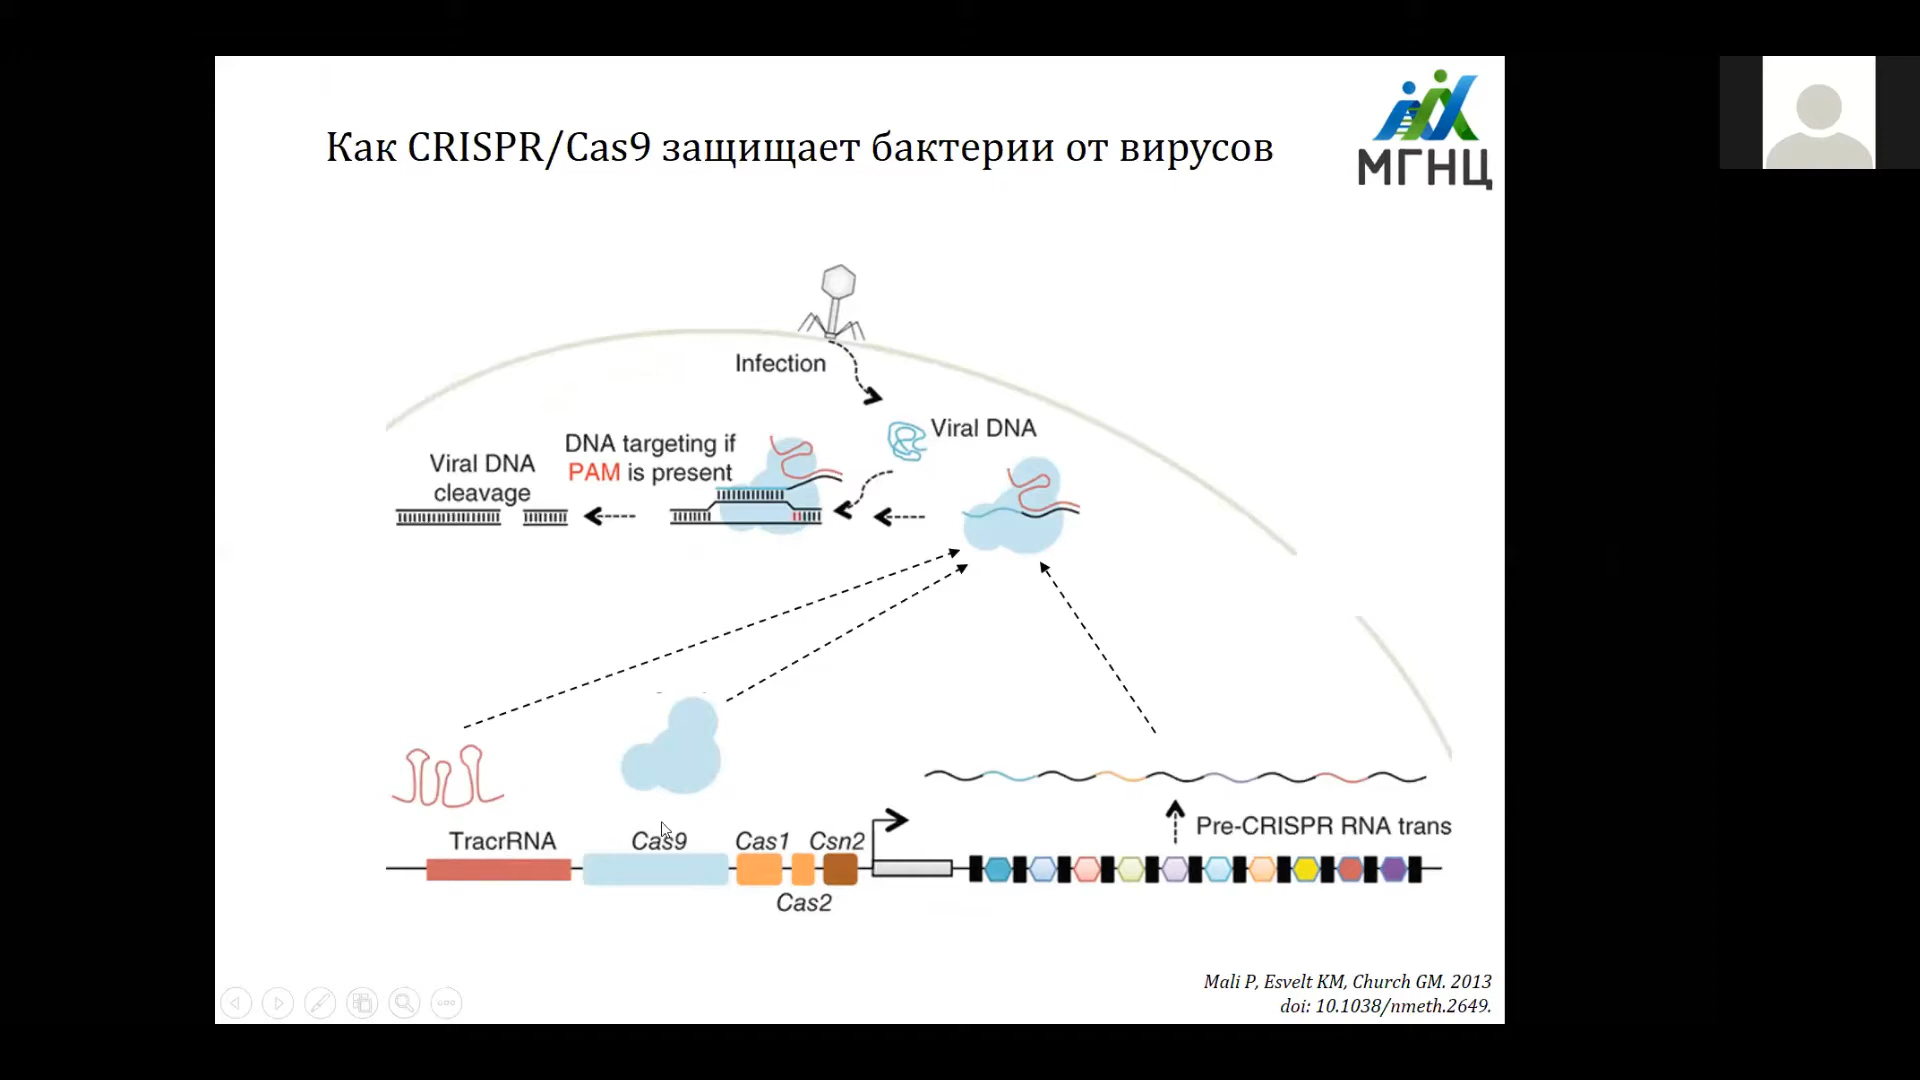 Как CRISPR/Cas9 защищает бактерии от вирусов
МГНЦ
Infection
Viral DNA
DNA targeting if
PAM is present
Viral DNA
cleavage
TracrRNA
Cas9
Cas1
Csn2
Cas2
Pre-CRISPR RNA trans
Mali P, Esvelt KM, Church GM. 2013
doi: 10.1038/nmeth.2649.